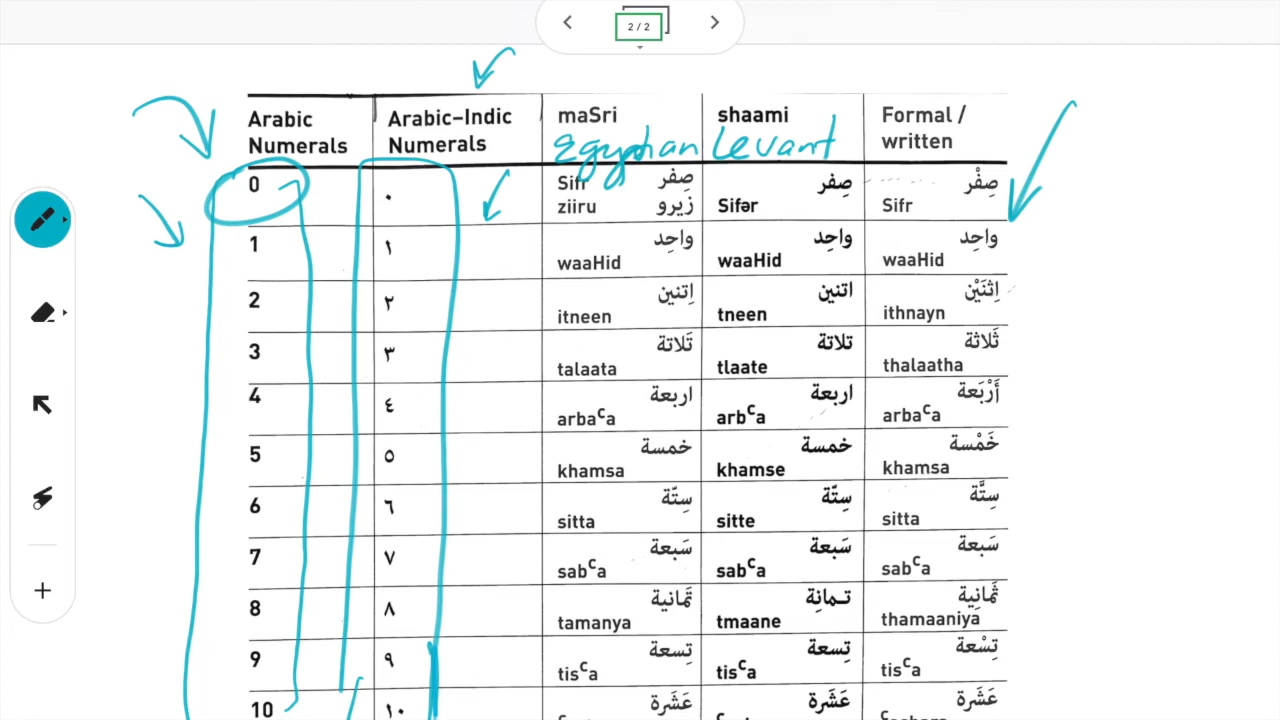 2 / 2
Arabic Numerals
Arabic–Indic Numerals
maSri
shaami
Formal / written
Egyptian
Levant
0 ٠ Sifr صِفر ziiru زيرو Sifər صِفر Sifr صِفْر
1 ١ waaHid واحِد waaHid واحِد waaHid واحِد
2 ٢ itneen اِتنين tneen اتنين ithnayn اِثْنَيْن
3 ٣ talaata تَلاتة tlaate تلاتة thalaatha ثَلاثة
4 ٤ arbaᶜa اربعة arbᶜa اربعة arbaᶜa أَرْبَعة
5 ٥ khamsa خمسة khamse خمسة khamsa خَمْسة
6 ٦ sitta سِتّة sitte سِتّة sitta سِتَّة
7 ٧ sabᶜa سَبعة sabᶜa سَبعة sabᶜa سَبعة
8 ٨ tamanya تَمانية tmaane تـمانِة thamaaniya ثَمانِية
9 ٩ tisᶜa تِسعة tisᶜa تِسعة tisᶜa تِسْعة
10 ١٠ عَشَرة عَشَرة عَشَرة